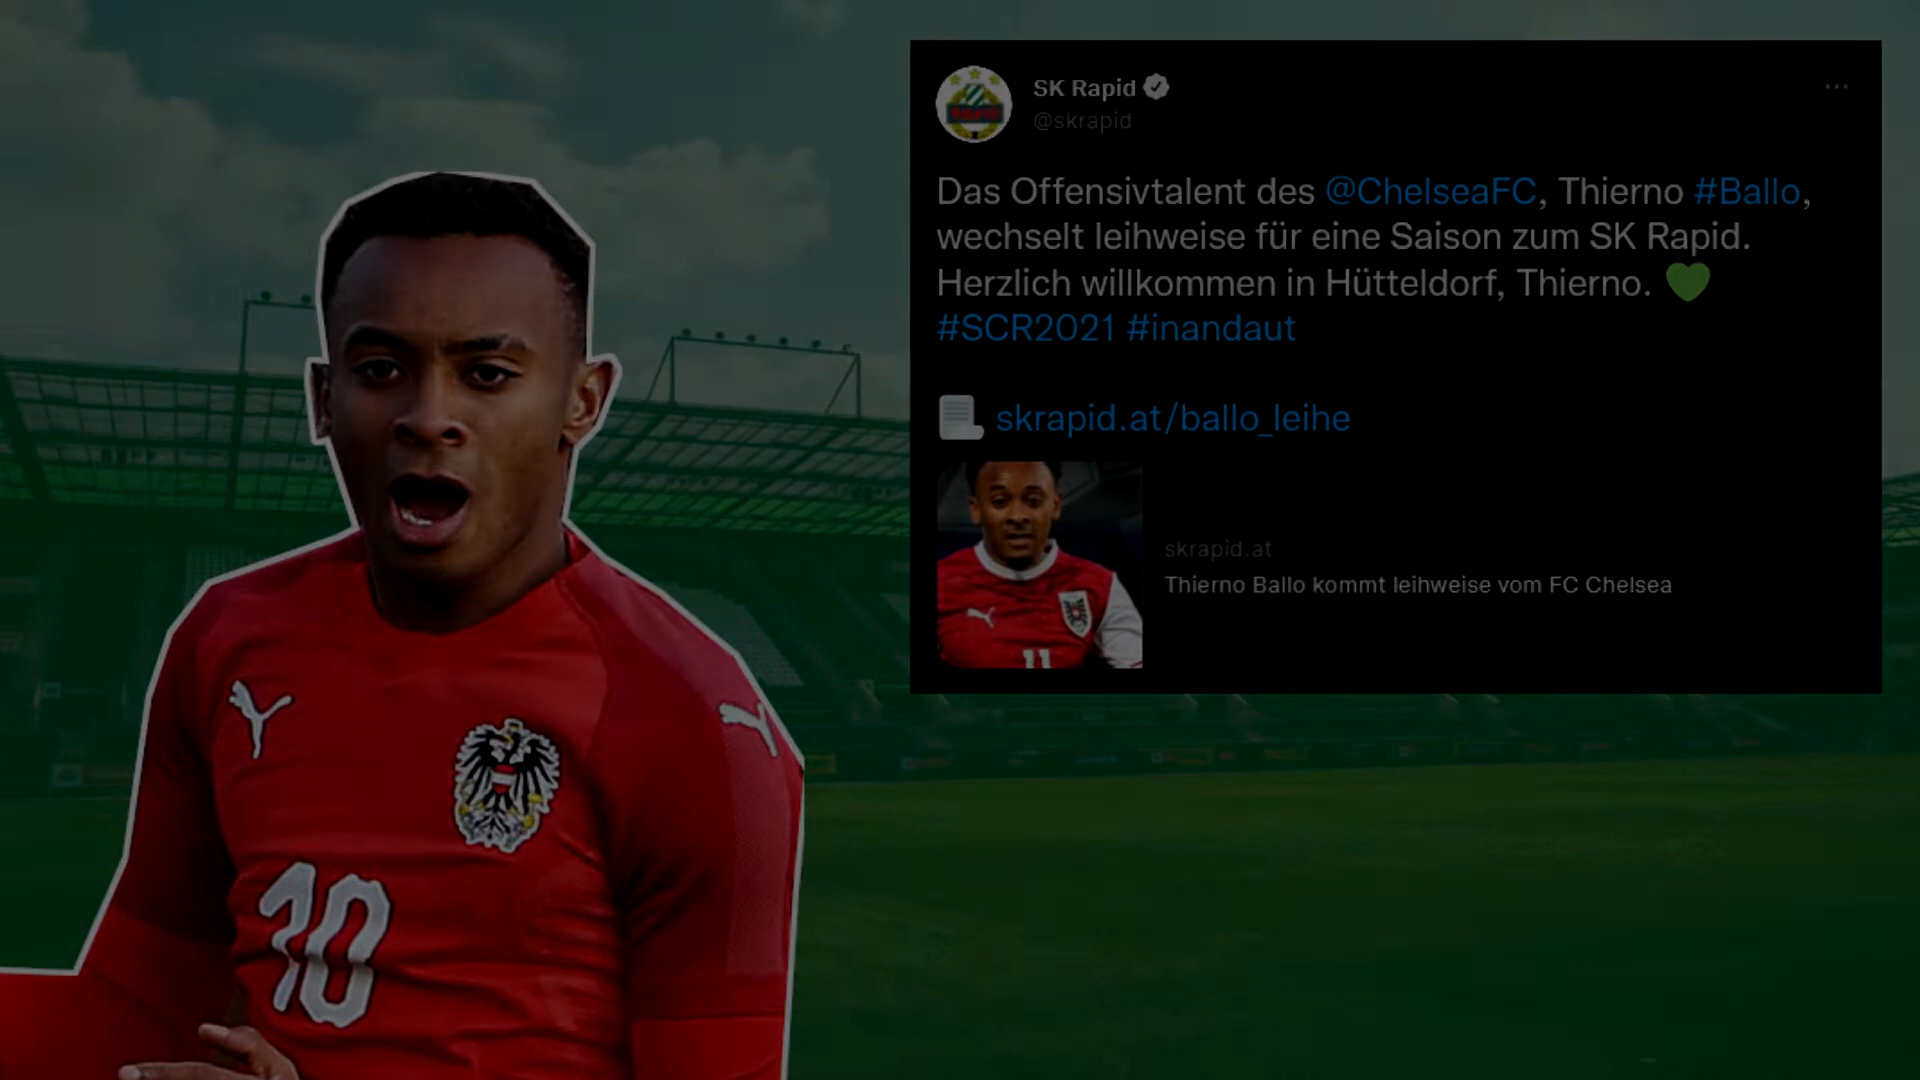 SK Rapid
@skrapid
Das Offensivtalent des @ChelseaFC, Thierno #Ballo,
wechselt leihweise für eine Saison zum SK Rapid.
Herzlich willkommen in Hütteldorf, Thierno. 💚
#SCR2021 #inandaut
skrapid.at/ballo_leihe
skrapid.at
Thierno Ballo kommt leihweise vom FC Chelsea
11
10